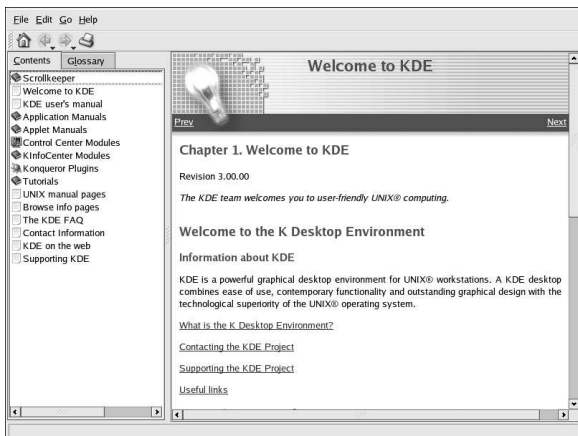 File Edit Go Help
Contents Glossary
Scrollkeeper
Welcome to KDE
KDE user's manual
Application Manuals
Applet Manuals
Control Center Modules
KInfoCenter Modules
Konqueror Plugins
Tutorials
UNIX manual pages
Browse info pages
The KDE FAQ
Contact Information
KDE on the web
Supporting KDE
Welcome to KDE
Prev Next
Chapter 1. Welcome to KDE
Revision 3.00.00
The KDE team welcomes you to user-friendly UNIX® computing.
Welcome to the K Desktop Environment
Information about KDE
KDE is a powerful graphical desktop environment for UNIX® workstations. A KDE desktop
combines ease of use, contemporary functionality and outstanding graphical design with the
technological superiority of the UNIX® operating system.
What is the K Desktop Environment?
Contacting the KDE Project
Supporting the KDE Project
Useful links